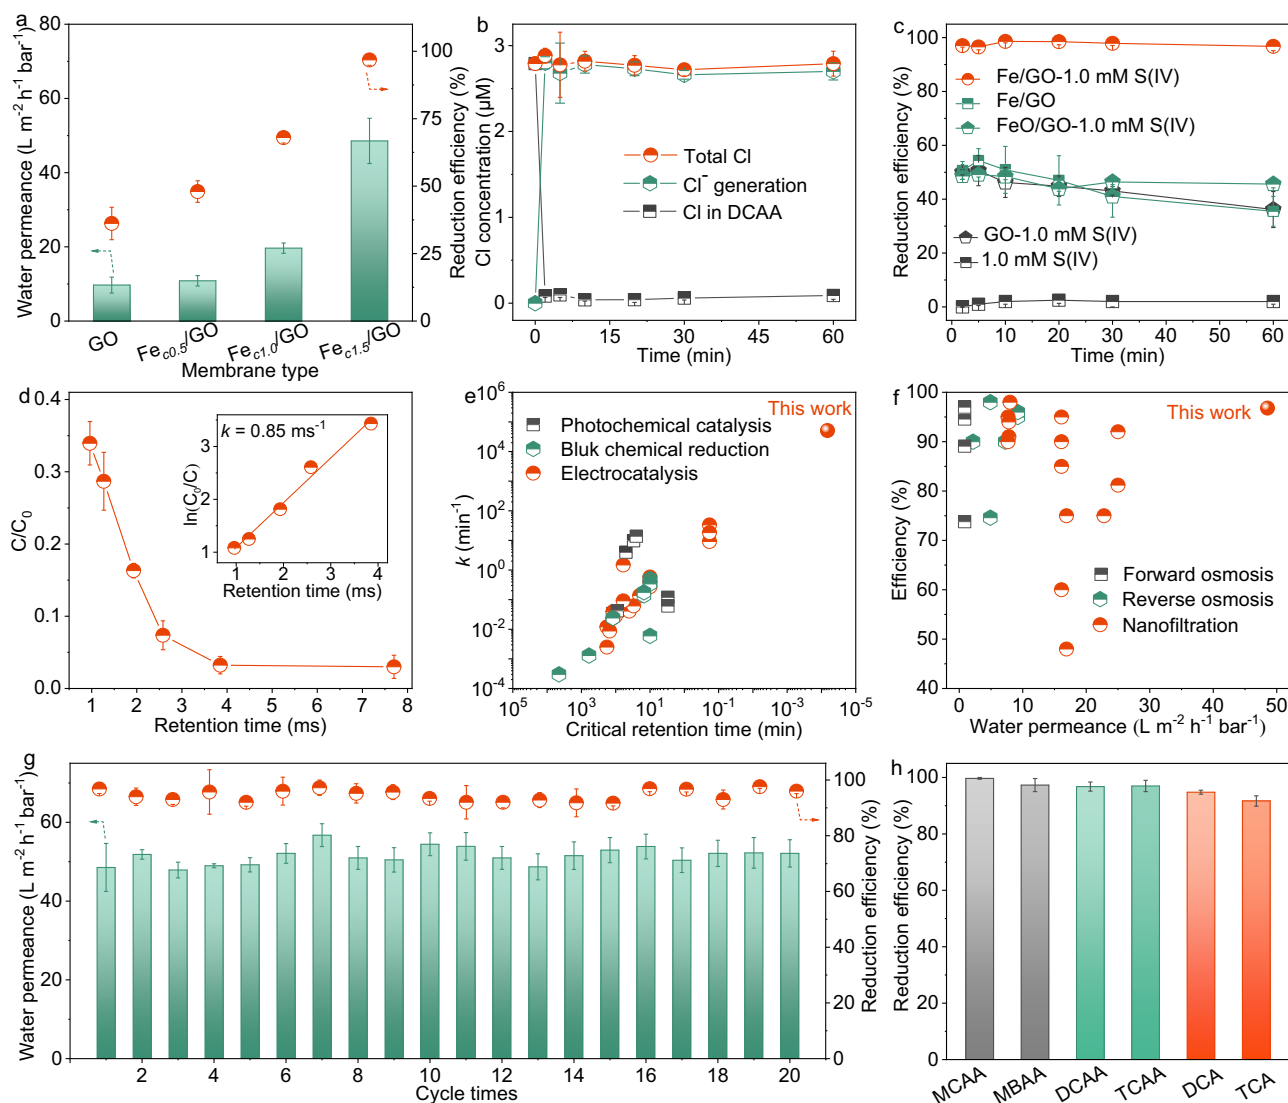 a
Water permeance (L m⁻² h⁻¹ bar⁻¹)
80
60
40
20
0
100
75
50
25
0
Reduction efficiency (%)
GO
Fe_c0.5/GO
Fe_c1.0/GO
Fe_c1.5/GO
Membrane type
b
Cl concentration (µM)
3
2
1
0
Total Cl
Cl⁻ generation
Cl in DCAA
0 15 30 45 60
Time (min)
c
Reduction efficiency (%)
100
80
60
40
20
0
Fe/GO-1.0 mM S(IV)
Fe/GO
FeO/GO-1.0 mM S(IV)
GO-1.0 mM S(IV)
1.0 mM S(IV)
0 10 20 30 40 50 60
Time (min)
d
C/C₀
0.4
0.3
0.2
0.1
0.0
k = 0.85 ms⁻¹
ln(C₀/C)
3
2
1
1 2 3 4
Retention time (ms)
1 2 3 4 5 6 7 8
Retention time (ms)
e
k (min⁻¹)
10⁶
10⁴
10²
10⁰
10⁻²
10⁻⁴
This work
Photochemical catalysis
Bluk chemical reduction
Electrocatalysis
10⁵ 10³ 10¹ 10⁻¹ 10⁻³ 10⁻⁵
Critical retention time (min)
f
Efficiency (%)
100
90
80
70
60
50
40
This work
Forward osmosis
Reverse osmosis
Nanofiltration
0 10 20 30 40 50
Water permeance (L m⁻² h⁻¹ bar⁻¹)
g
Water permeance (L m⁻² h⁻¹ bar⁻¹)
60
40
20
0
100
80
60
40
20
0
Reduction efficiency (%)
2 4 6 8 10 12 14 16 18 20
Cycle times
h
Reduction efficiency (%)
100
80
60
40
20
0
MCAA
MBAA
DCAA
TCAA
DCA
TCA